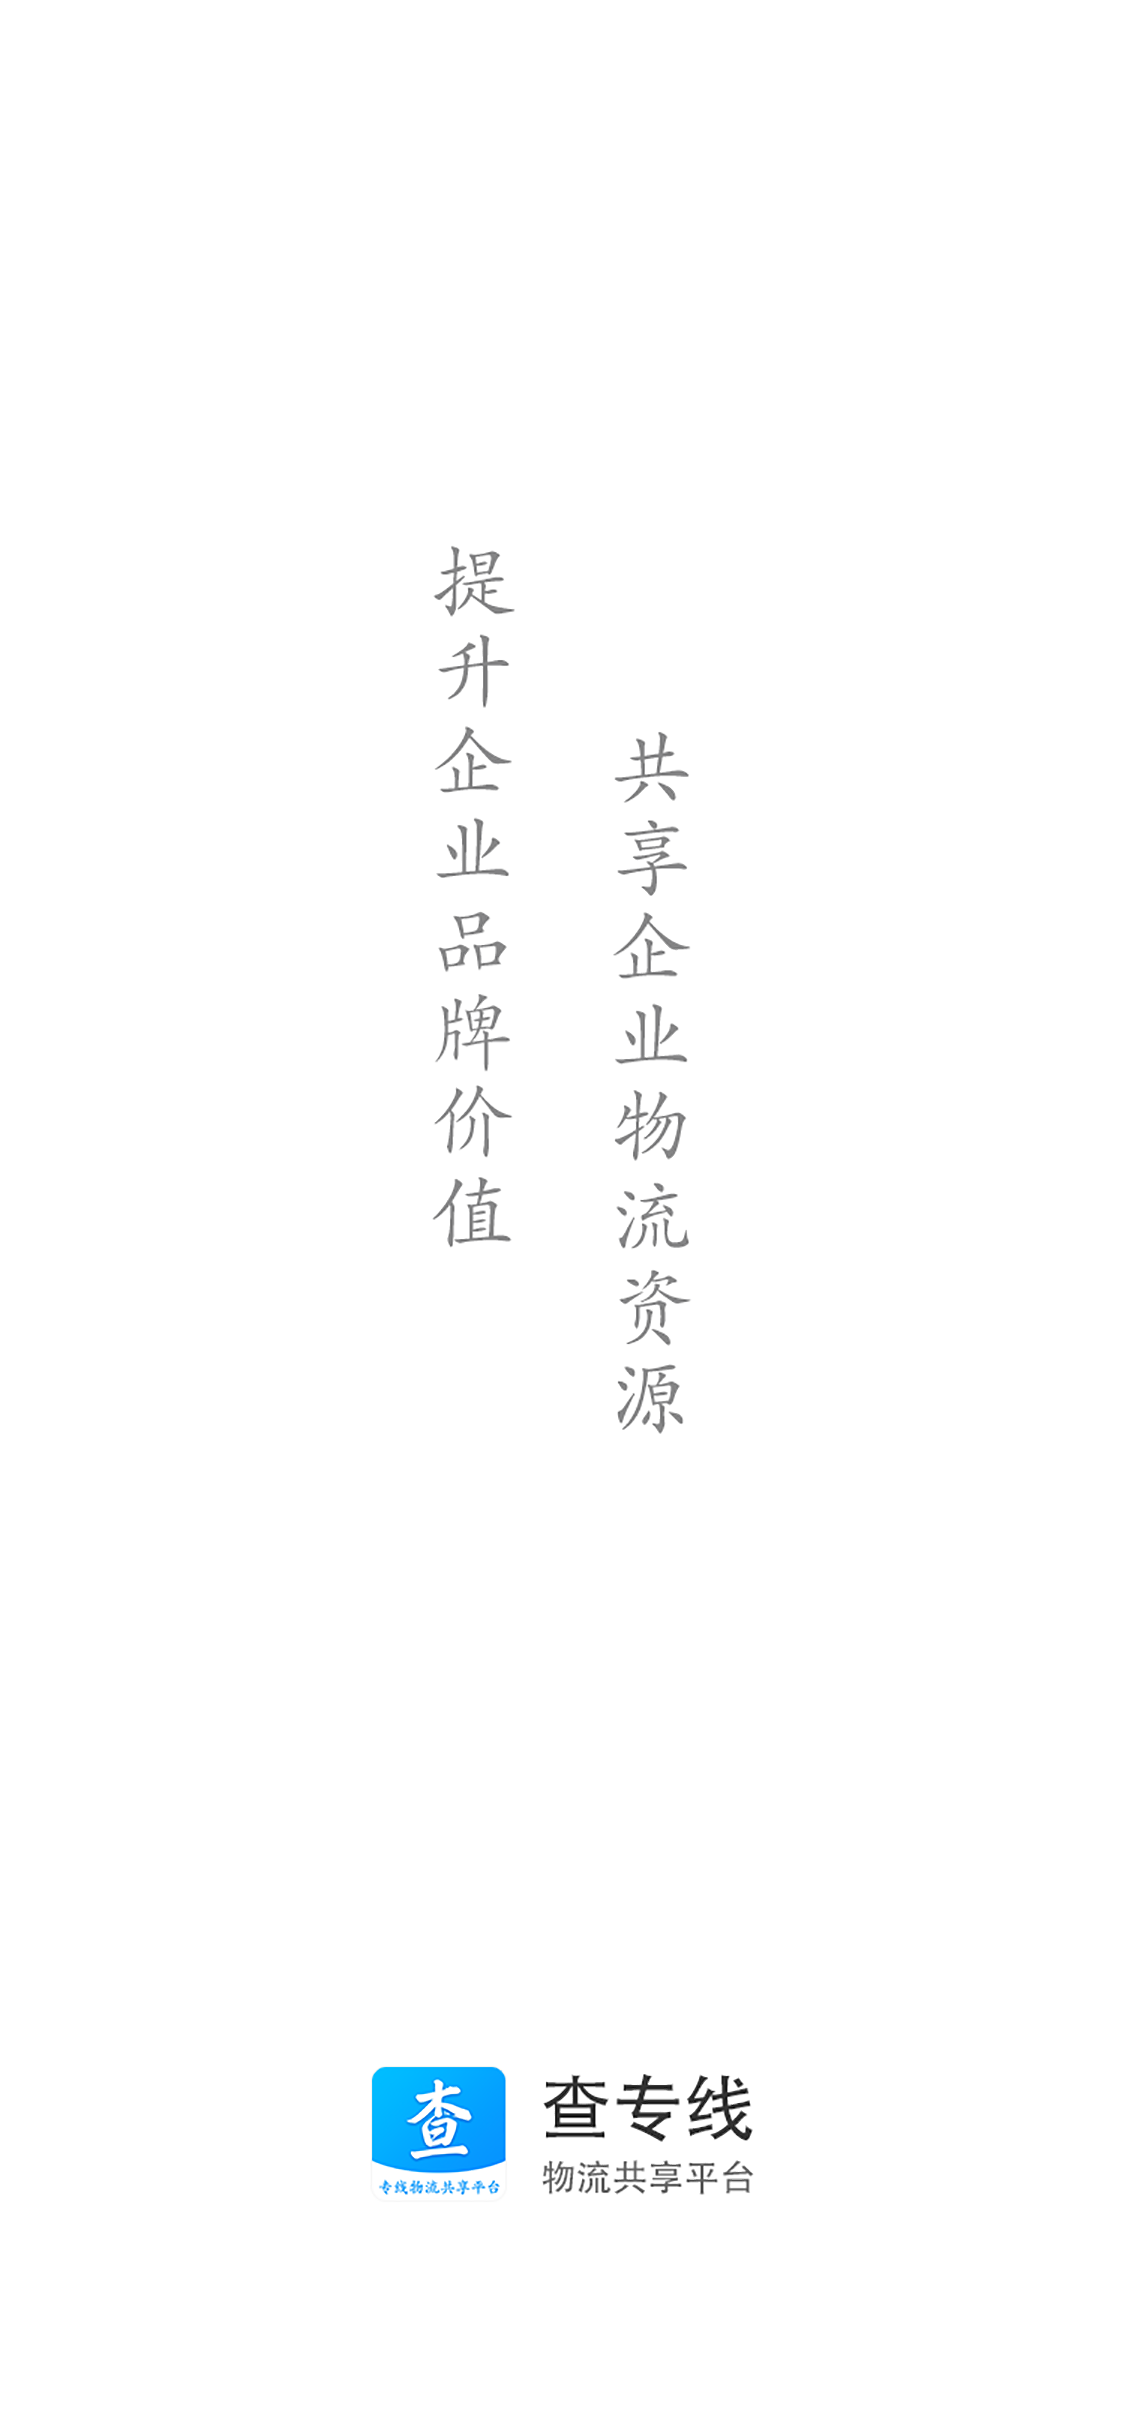 提升企业品牌价值
共享企业物流资源
查
专线物流共享平台
查专线
物流共享平台